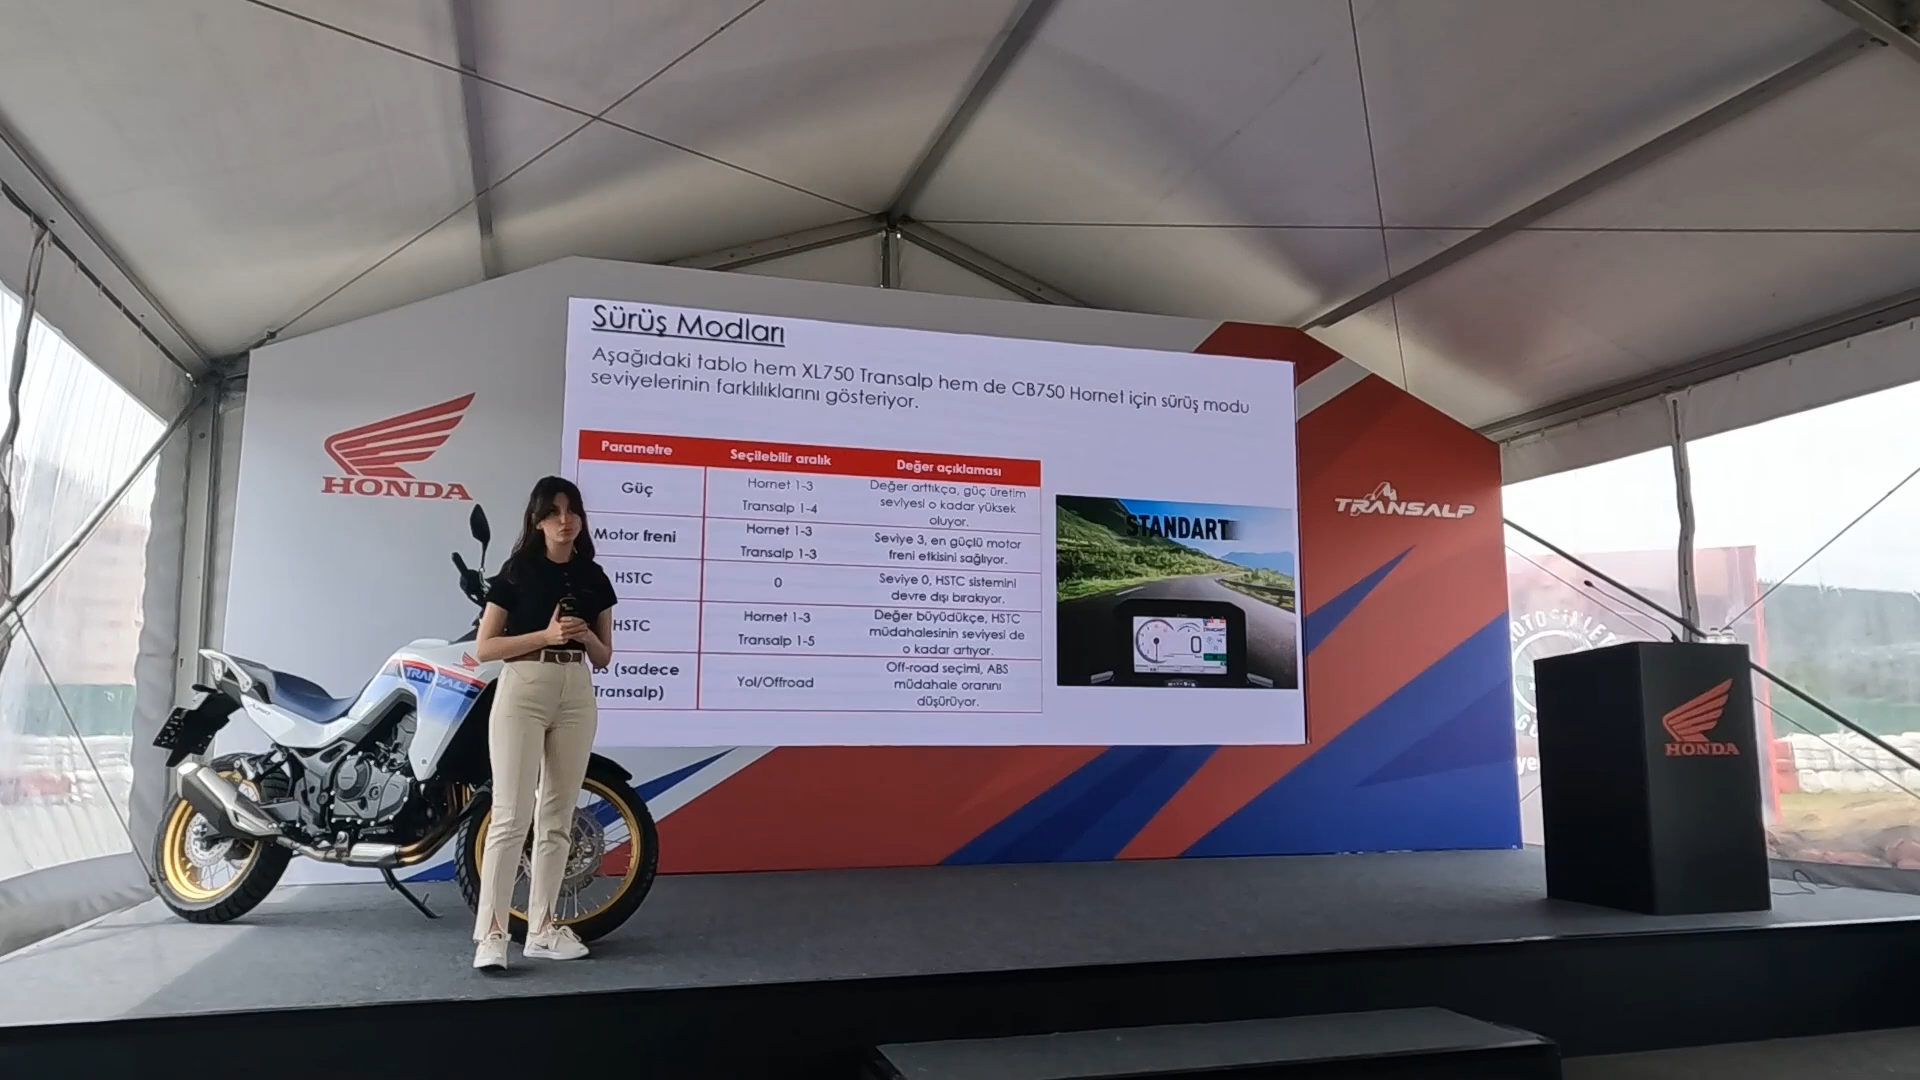 Sürüş Modları
Aşağıdaki tablo hem XL750 Transalp hem de CB750 Hornet için sürüş modu
seviyelerinin farklılıklarını gösteriyor.
Parametre Seçilebilir aralık Değer açıklaması
Güç
Hornet 1-3
Transalp 1-4
Değer arttıkça, güç üretim
seviyesi o kadar yüksek
oluyor.
Motor freni
Hornet 1-3
Transalp 1-3
Seviye 3, en güçlü motor
freni etkisini sağlıyor.
HSTC
0
Seviye 0, HSTC sistemini
devre dışı bırakıyor.
HSTC
Hornet 1-3
Transalp 1-5
Değer büyüdükçe, HSTC
müdahalesinin seviyesi de
o kadar artıyor.
(sadece
Transalp)
Yol/Offroad
Off-road seçimi, ABS
müdahale oranını
düşürüyor.
STANDART
0
HONDA
TRANSALP
TRANSALP
HONDA